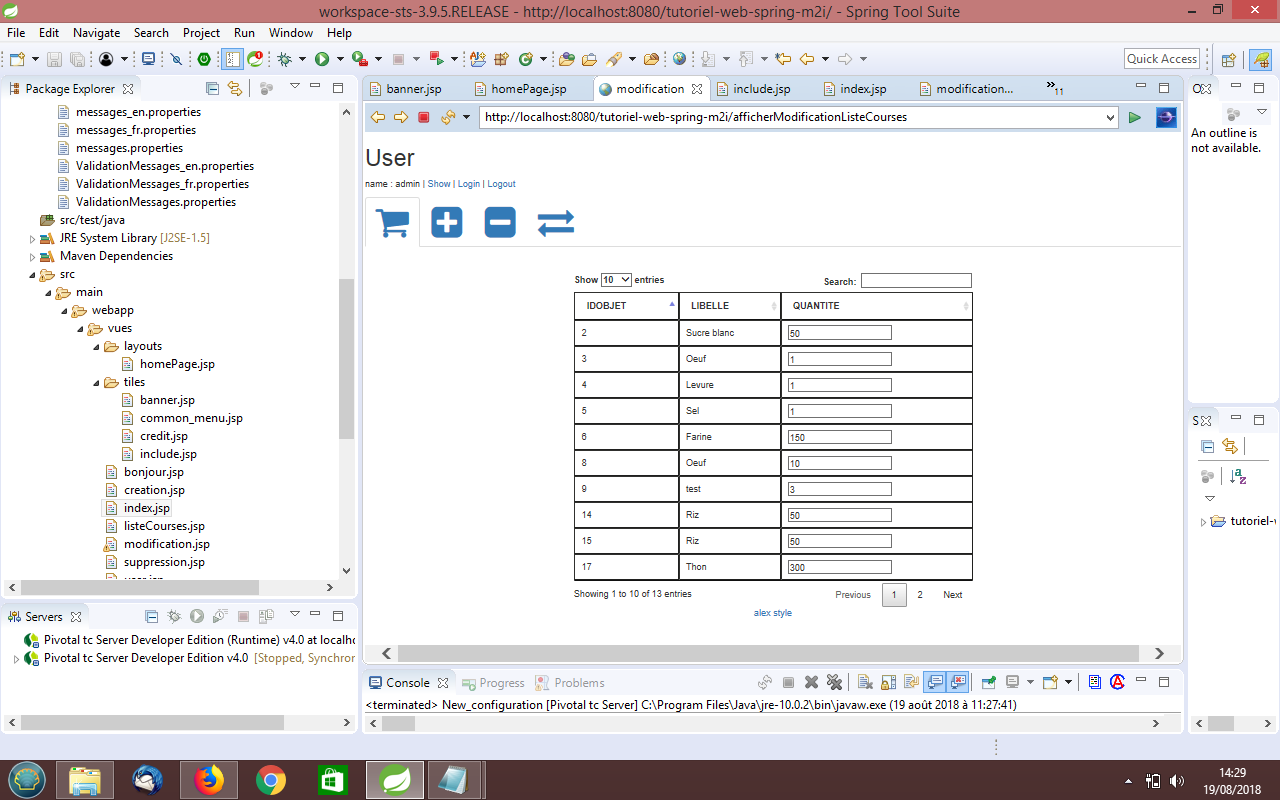 workspace-sts-3.9.5.RELEASE - http://localhost:8080/tutoriel-web-spring-m2i/ - Spring Tool Suite
File Edit Navigate Search Project Run Window Help
Quick Access
Package Explorer
messages_en.properties
messages_fr.properties
messages.properties
ValidationMessages_en.properties
ValidationMessages_fr.properties
ValidationMessages.properties
src/test/java
JRE System Library [J2SE-1.5]
Maven Dependencies
src
main
webapp
vues
layouts
homePage.jsp
tiles
banner.jsp
common_menu.jsp
credit.jsp
include.jsp
bonjour.jsp
creation.jsp
index.jsp
listeCourses.jsp
modification.jsp
suppression.jsp
Servers
Pivotal tc Server Developer Edition (Runtime) v4.0 at localho
Pivotal tc Server Developer Edition v4.0 [Stopped, Synchror
banner.jsp homePage.jsp modification include.jsp index.jsp modification... 11
http://localhost:8080/tutoriel-web-spring-m2i/afficherModificationListeCourses
User
name : admin | Show | Login | Logout
Show 10 entries Search:
IDOBJET LIBELLE QUANTITE
2 Sucre blanc 50
3 Oeuf 1
4 Levure 1
5 Sel 1
6 Farine 150
8 Oeuf 10
9 test 3
14 Riz 50
15 Riz 50
17 Thon 300
Showing 1 to 10 of 13 entries Previous 1 2 Next
alex style
Console Progress Problems
<terminated> New_configuration [Pivotal tc Server] C:\Program Files\Java\jre-10.0.2\bin\javaw.exe (19 août 2018 à 11:27:41)
O
An outline is
not available.
S
tutoriel-v
14:29
19/08/2018